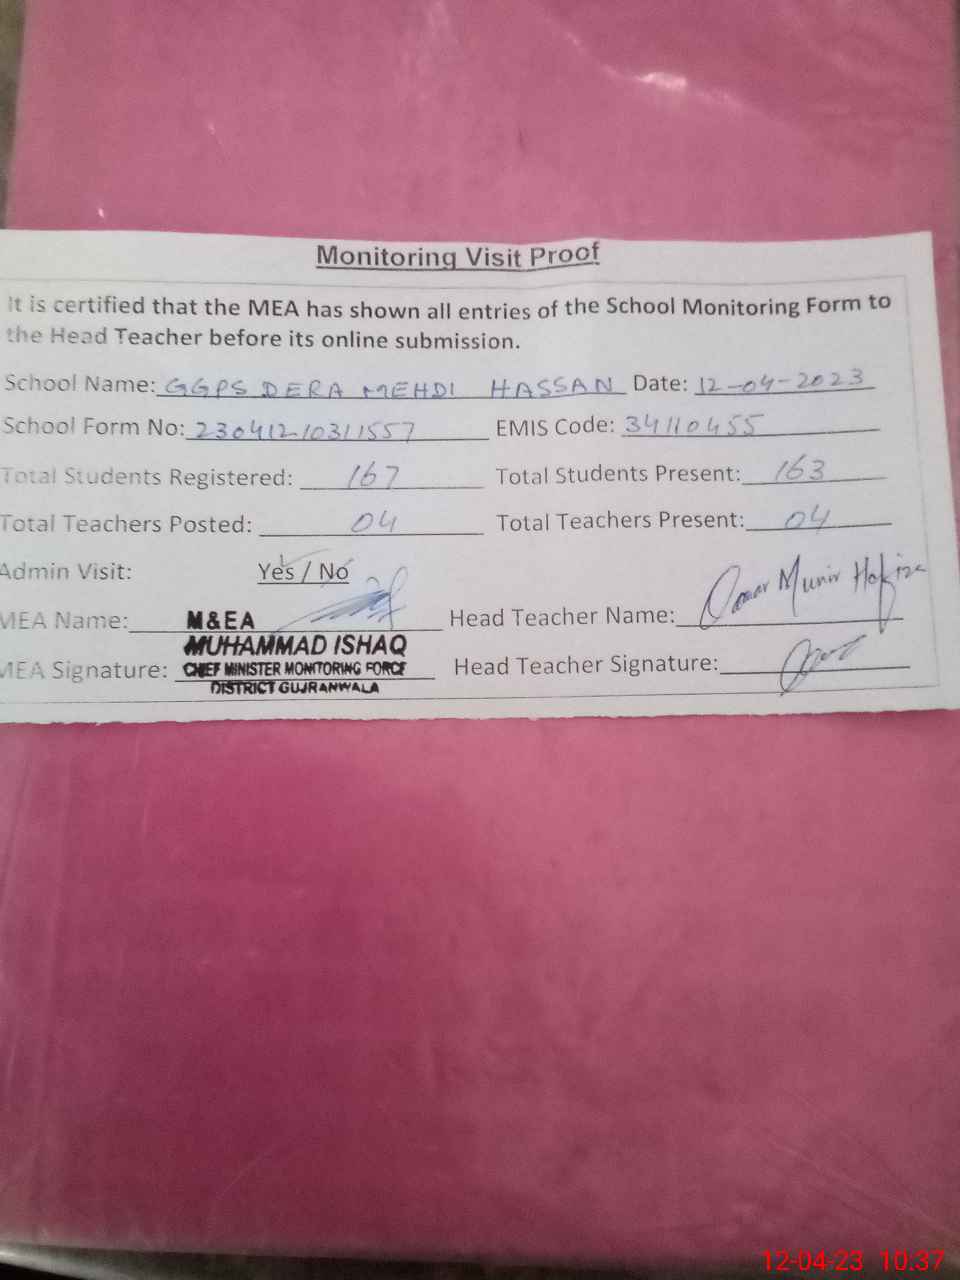 Monitoring Visit Proof
It is certified that the MEA has shown all entries of the School Monitoring Form to
the Head Teacher before its online submission.
School Name: GGPS DERA MEHDI HASSAN Date: 12-04-2023
School Form No: 23041210311557 EMIS Code: 34110455
Total Students Registered: 167 Total Students Present: 163
Total Teachers Posted: 04 Total Teachers Present: 04
Admin Visit: Yes / No
MEA Name: M&EA Head Teacher Name: Munir
MUHAMMAD ISHAQ
MEA Signature: CHIEF MINISTER MONITORING FORCE Head Teacher Signature:
DISTRICT GUJRANWALA
12-04-23 10:37